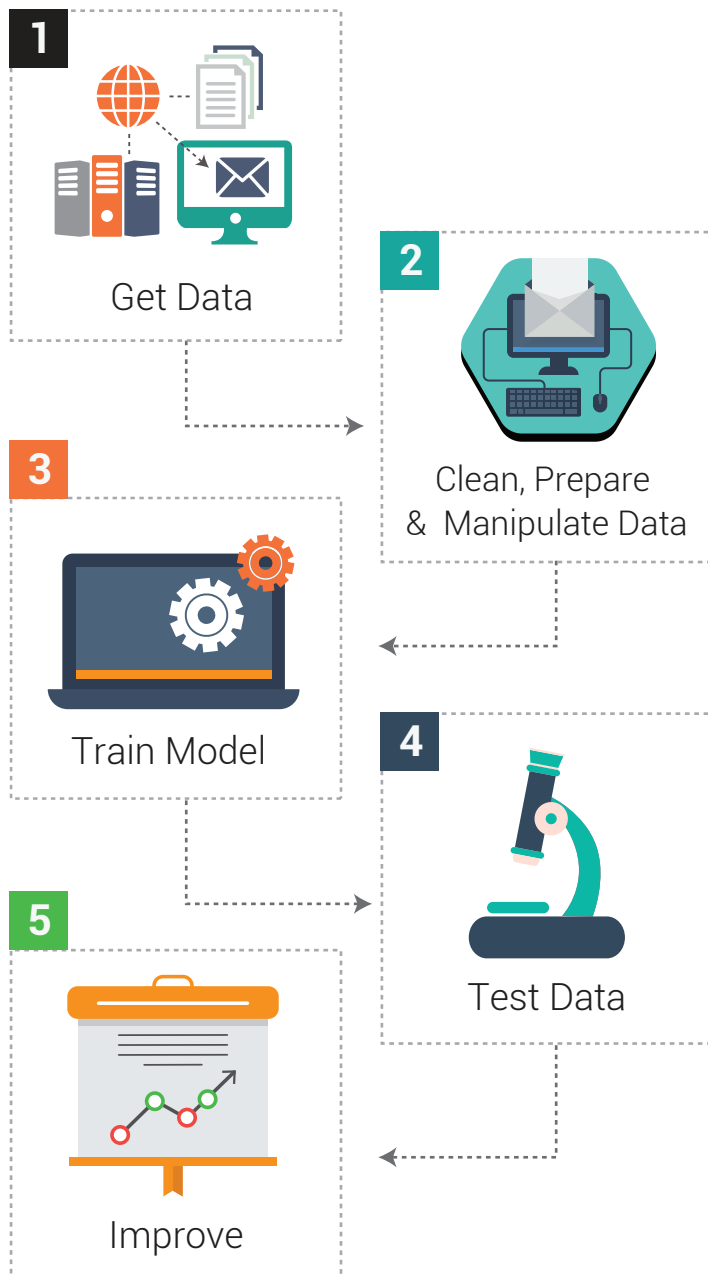 1
Get Data
2
Clean, Prepare
& Manipulate Data
3
Train Model
4
Test Data
5
Improve